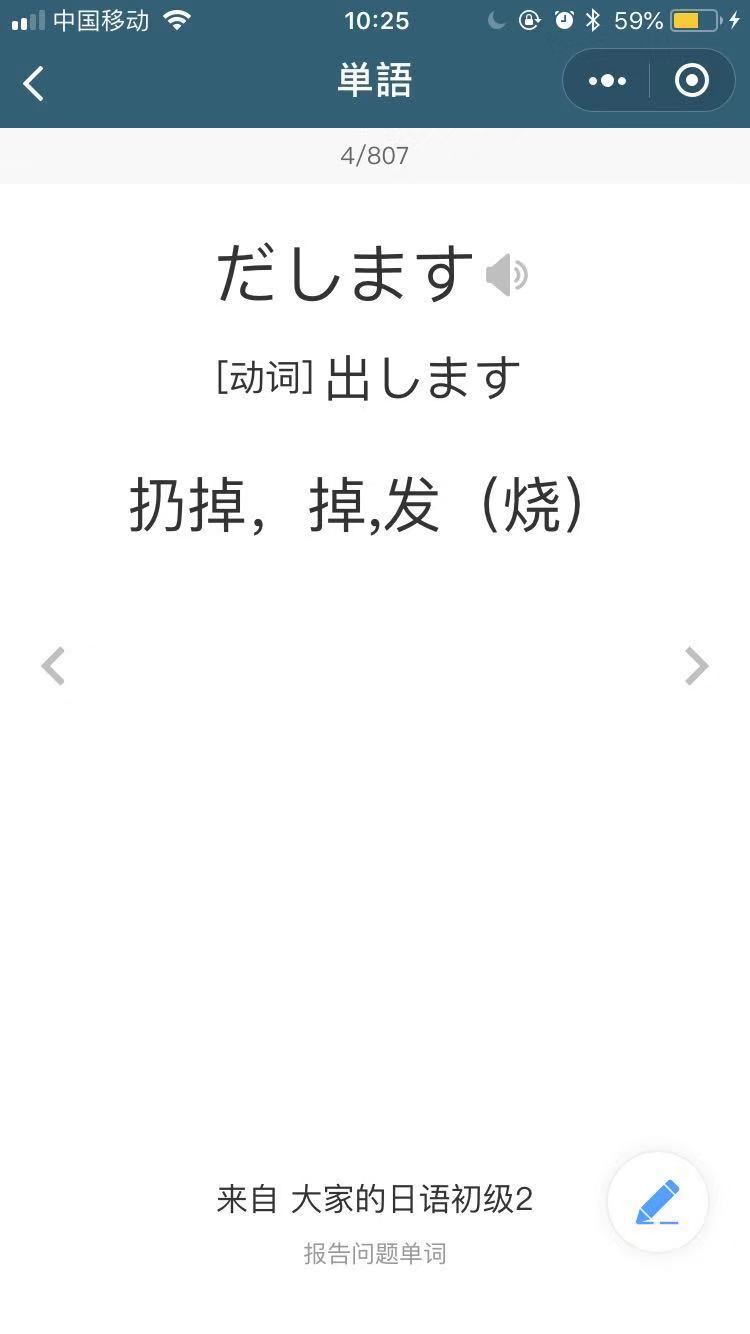 中国移动 10:25 59%
単語
4/807
だします
[动词] 出します
扔掉，掉,发（烧）
来自 大家的日语初级2
报告问题单词